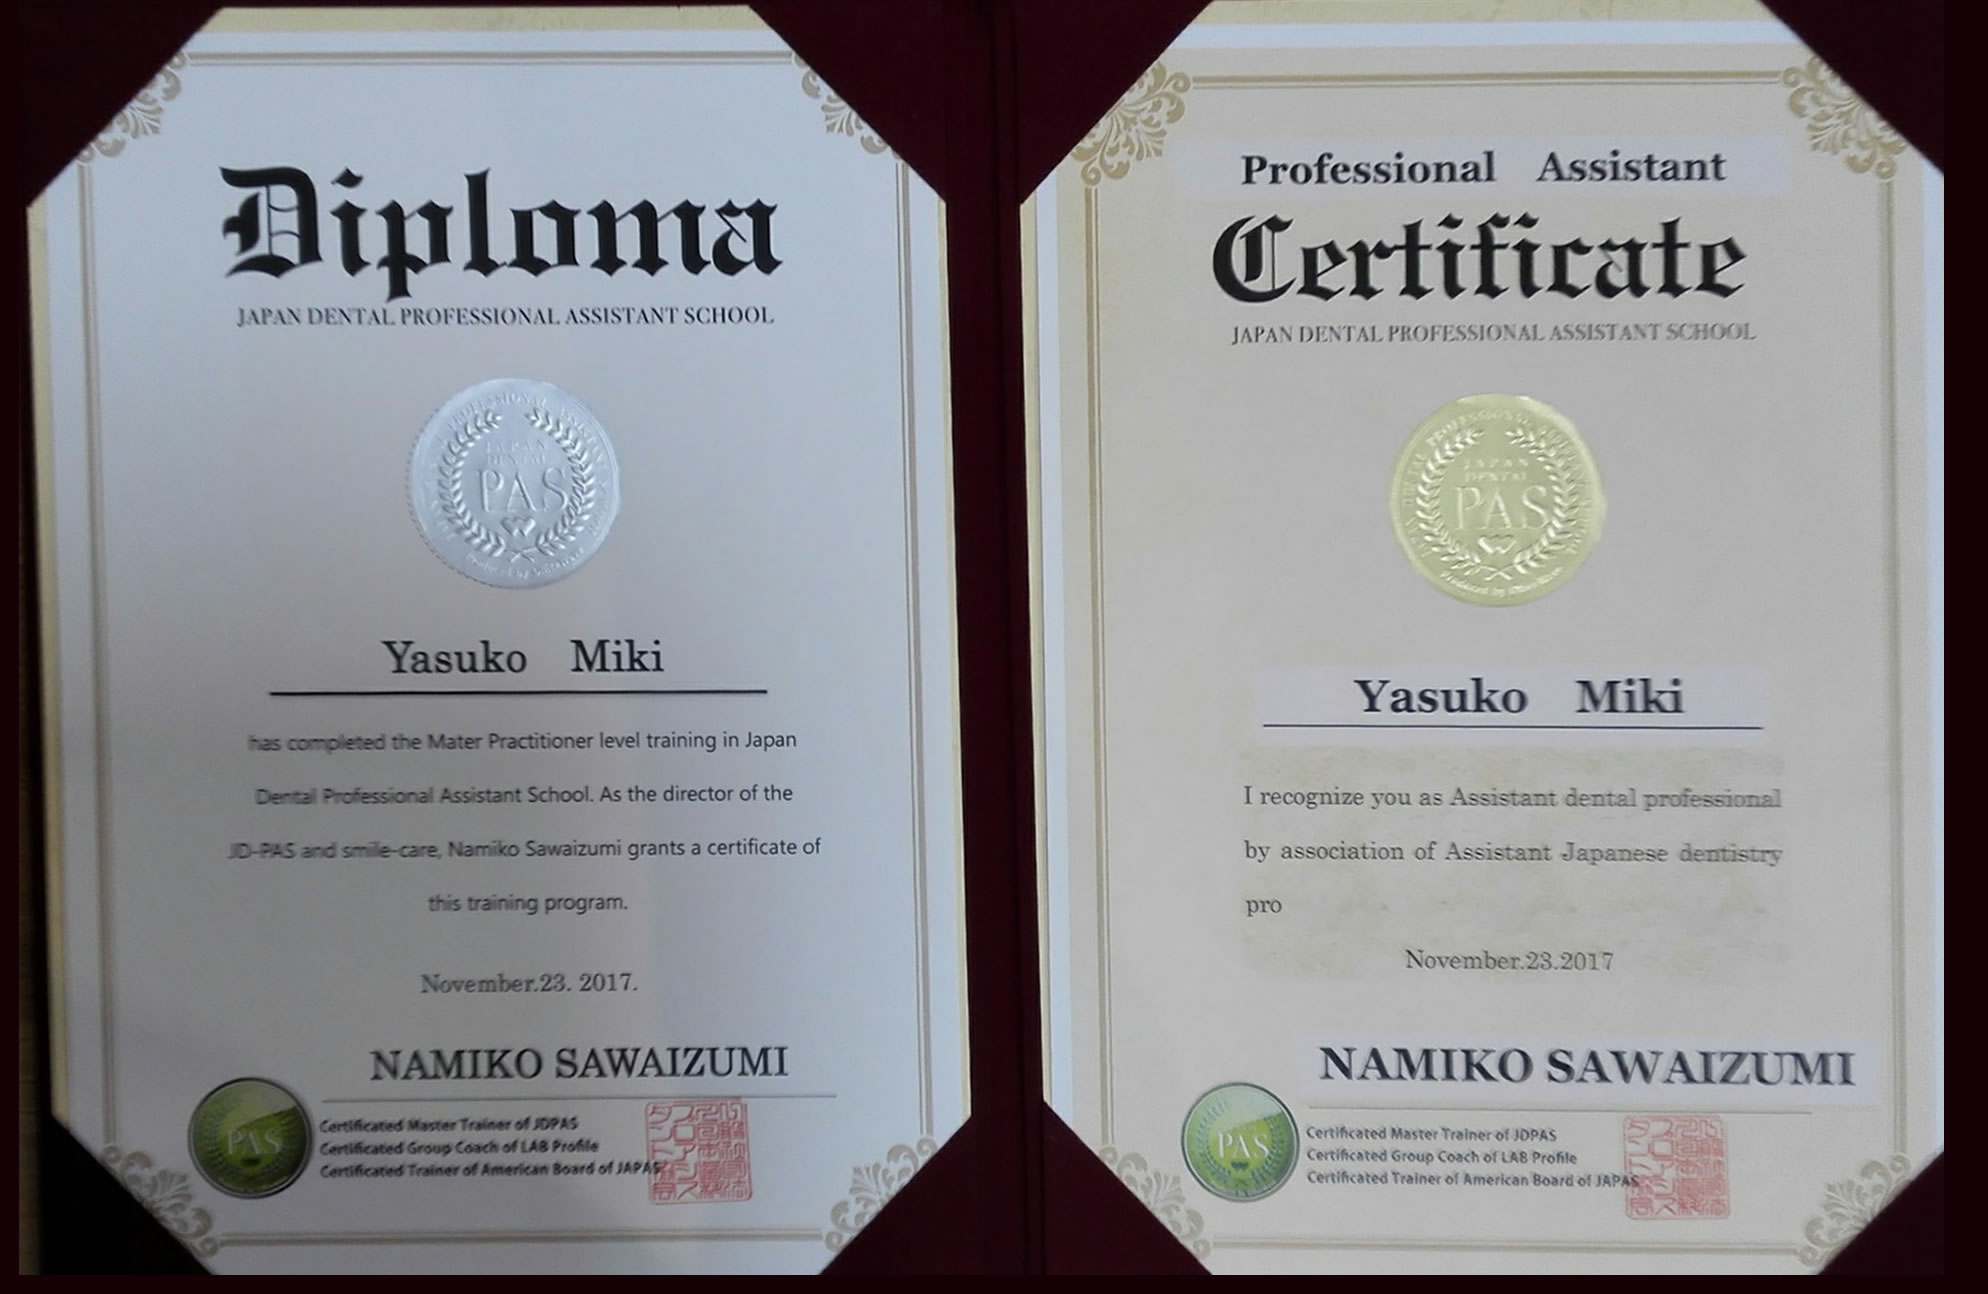 Diploma
JAPAN DENTAL PROFESSIONAL ASSISTANT SCHOOL
JAPAN
DENTAL
PAS
Yasuko Miki
has completed the Mater Practitioner level training in Japan
Dental Professional Assistant School. As the director of the
JD-PAS and smile-care, Namiko Sawaizumi grants a certificate of
this training program.
November.23. 2017.
NAMIKO SAWAIZUMI
PAS
Certificated Master Trainer of JDPAS
Certificated Group Coach of LAB Profile
Certificated Trainer of American Board of JAPAS
Professional Assistant
Certificate
JAPAN DENTAL PROFESSIONAL ASSISTANT SCHOOL
JAPAN
DENTAL
PAS
Yasuko Miki
I recognize you as Assistant dental professional
by association of Assistant Japanese dentistry
pro
November.23.2017
NAMIKO SAWAIZUMI
PAS
Certificated Master Trainer of JDPAS
Certificated Group Coach of LAB Profile
Certificated Trainer of American Board of JAPAS